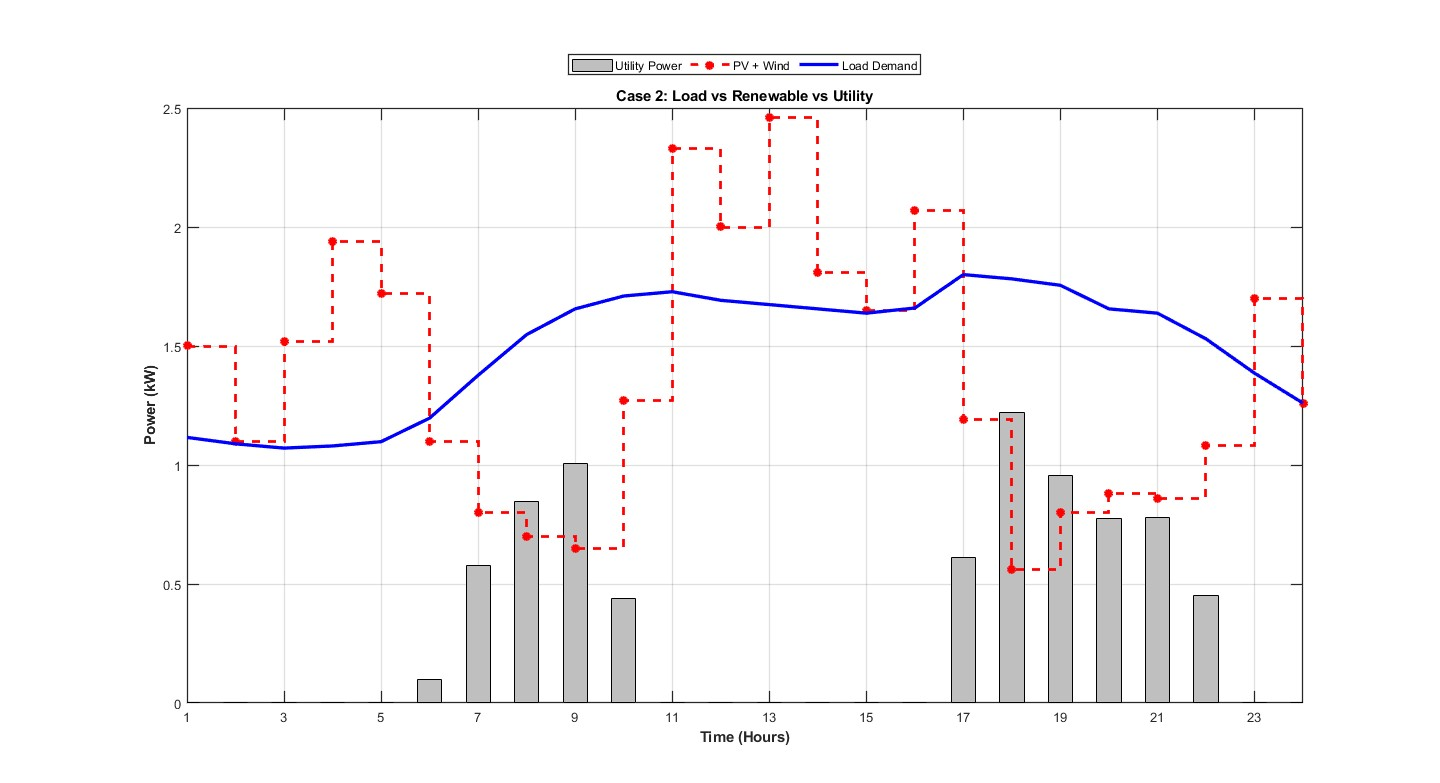 Utility Power PV + Wind Load Demand
Case 2: Load vs Renewable vs Utility
2.5
2
1.5
1
0.5
0
Power (kW)
1 3 5 7 9 11 13 15 17 19 21 23
Time (Hours)